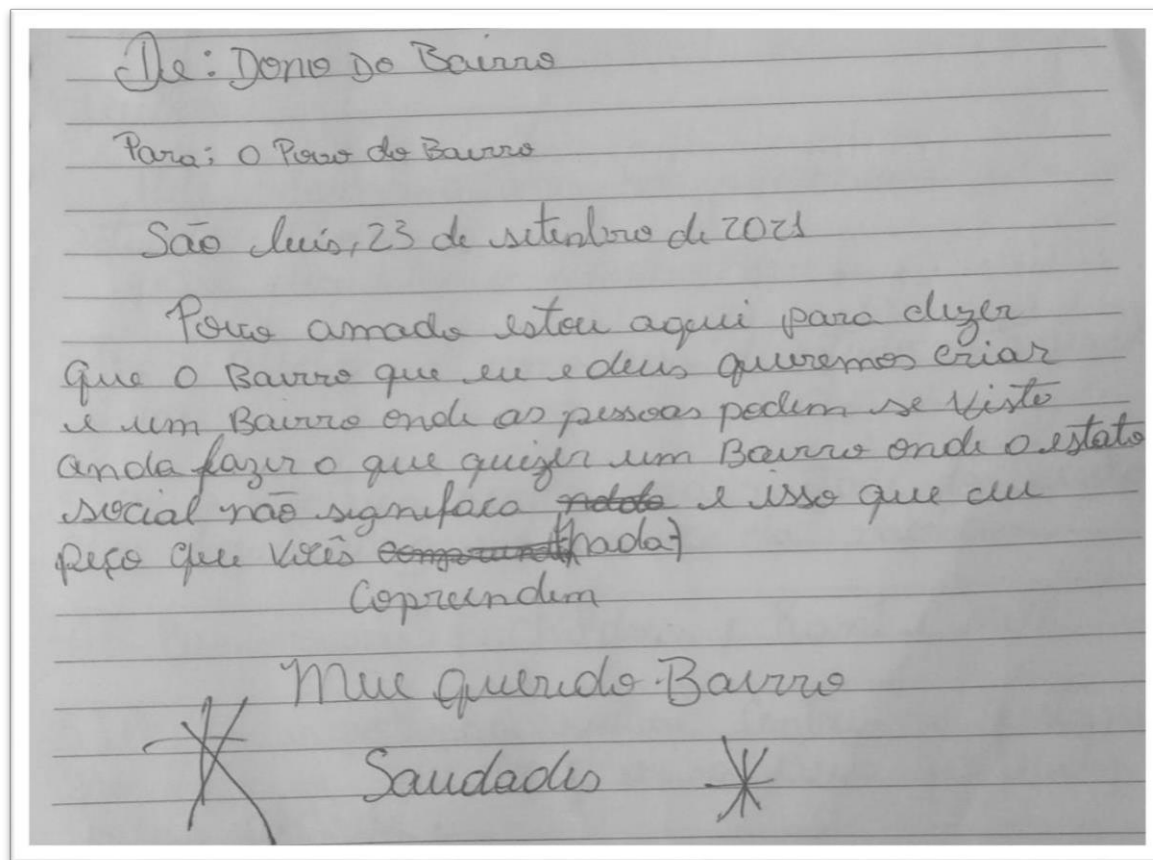 De: Dono Do Bairro
Para: O Povo do Bairro
São Luís, 23 de setembro de 2021
Povo amado estou aqui para dizer
que o Bairro que eu e deus queremos criar
e um Bairro onde as pessoas podem se viste
anda fazer o que quizer um Bairro onde o estato
social não signifaca nada e isso que eu
peço que vocês (nada)
Copreendem
Meu querido Bairro
Saudades